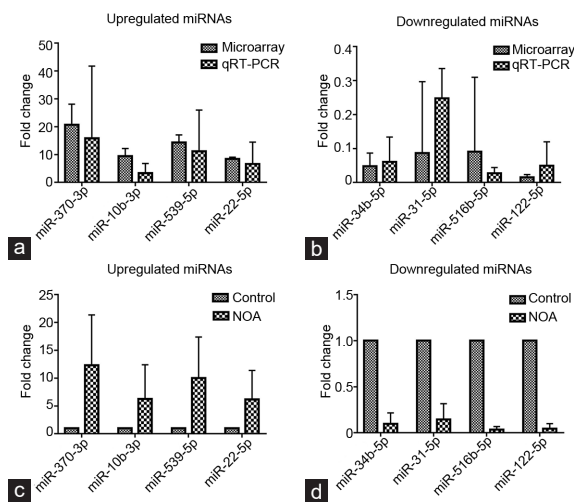 Upregulated miRNAs
50
40
30
20
10
0
Fold change
Microarray
qRT-PCR
miR-370-3p
miR-10b-3p
miR-539-5p
miR-22-5p
a
Downregulated miRNAs
0.4
0.3
0.2
0.1
0
Fold change
Microarray
qRT-PCR
miR-34b-5p
miR-31-5p
miR-516b-5p
miR-122-5p
b
Upregulated miRNAs
25
20
15
10
5
0
Fold change
Control
NOA
miR-370-3p
miR-10b-3p
miR-539-5p
miR-22-5p
c
Downregulated miRNAs
1.5
1.0
0.5
0
Fold change
Control
NOA
miR-34b-5p
miR-31-5p
miR-516b-5p
miR-122-5p
d